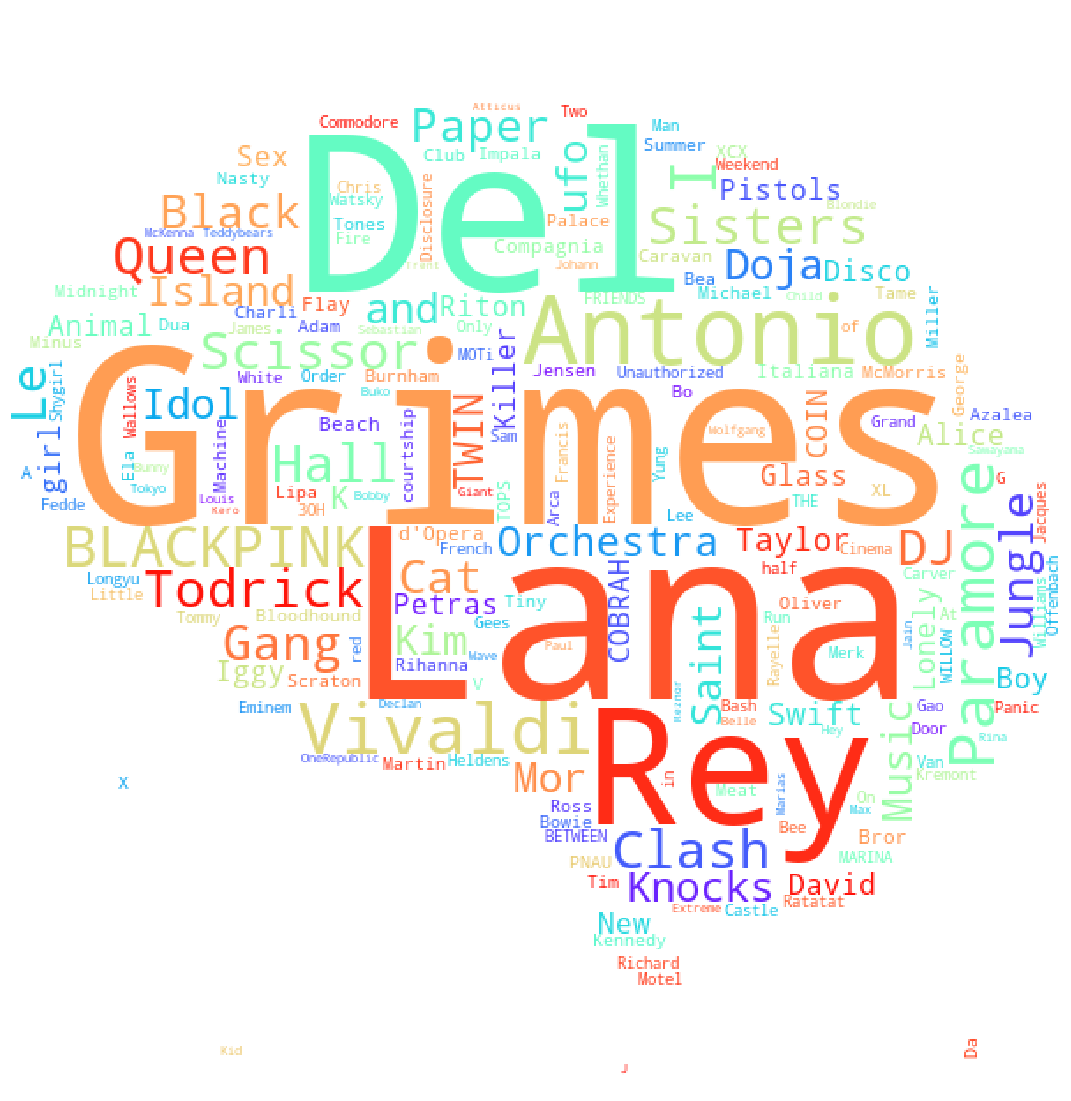 Atticus
Two
Commodore
Paper
Man
Del
Club
Impala
ufo
Summer
XCX
Sex
Whethan
I
Weekend
Nasty
Chris
Disclosure
Pistols
Black
Watsky
Palace
Sisters
Blondie
McKenna
Teddybears
Tones
Fire
Compagnia
Queen
Trent
Johann
Caravan
Doja
Disco
Bea
Midnight
Island
and
Riton
FRIENDS
Michael
Child
Tame
Charli
Flay
Antonio
Miller
Animal
Dua
James
Adam
Sebastian
Only
of
Minus
Scissor
MOTi
Killer
Grimes
White
Order
Burnham
Jensen
Unauthorized
Italiana
McMorris
George
Le
Shygirl
Ela
Wallows
Idol
Buko
Bo
COIN
Grand
Azalea
Beach
courtship
TWIN
Sam
Francis
Wolfgang
Alice
girl
Machine
Hall
Experience
Yung
Samayama
A
Bunny
Glass
G
Tokyo
Louis
Lipa
K
Bobby
Giant
TOPS
Arca
THE
XL
Paramore
Jungle
Jacques
Fedde
Kero
30H
Lee
BLACKPINK
d'Opera
French
Orchestra
Taylor
Cinema
DJ
Lana
half
Longyu
Todrick
Cat
Carver
Offenbach
Williams
Little
Petras
Tiny
COBRAH
Oliver
Tommy
Bloodhound
Gees
Saint
Run
Lonely
At
Gang
red
Kim
Wave
Paul
Rayelle
Merk
Jain
WILLOW
Iggy
Scraton
Rihanna
V
Boy
Eminem
Declan
Bash
Swift
Gao
Panic
Vivaldi
Rey
Belle
Hey
Music
Door
Rina
OneRepublic
Martin
Heldens
Van
Kremont
X
Mor
in
Meat
Marias
On
Max
Ross
Bowie
BETWEEN
Clash
Bee
Bror
PNAU
MARINA
Tim
Knocks
David
Extreme
Castle
Ratatat
New
Kennedy
Richard
Motel
Kid
J
Da